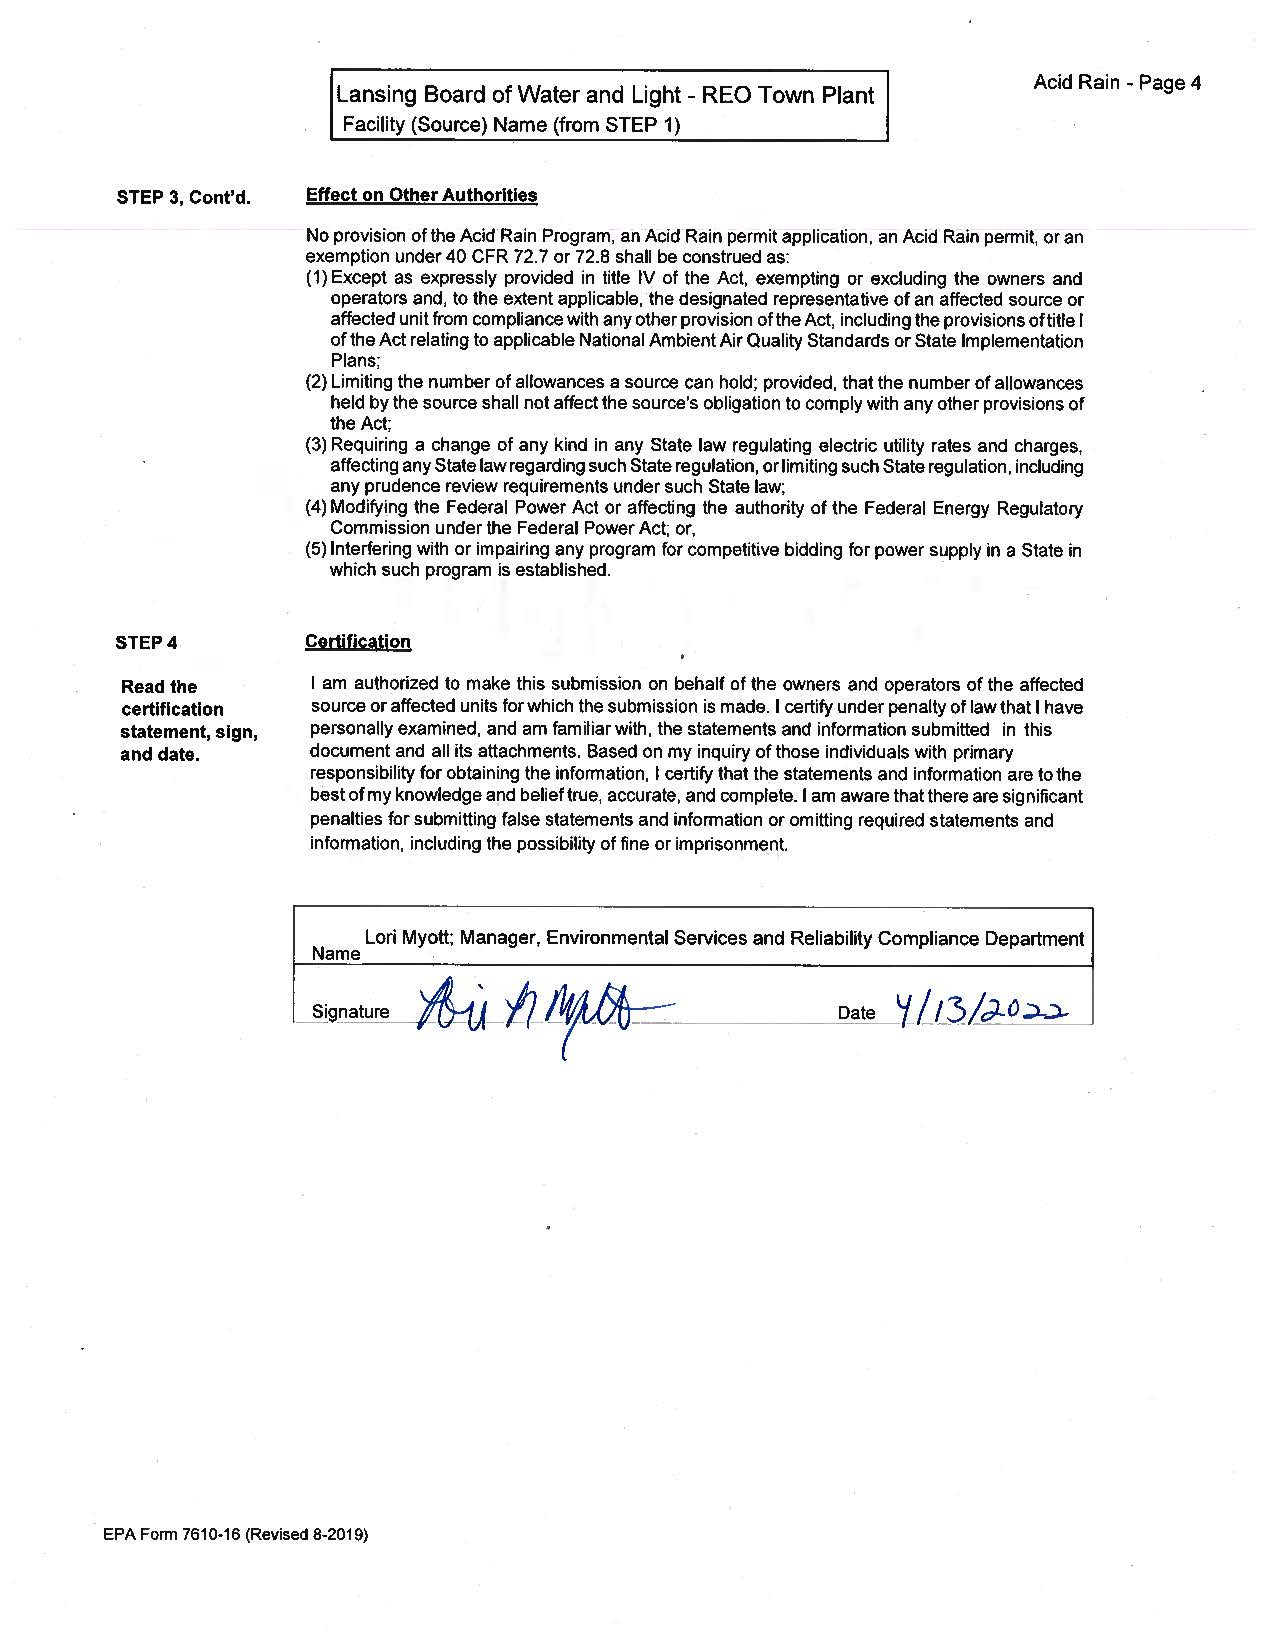 Acid Rain - Page 4
Lansing Board of Water and Light - REO Town Plant
Facility (Source) Name (from STEP 1)
STEP 3, Cont'd.
Effect on Other Authorities
No provision of the Acid Rain Program, an Acid Rain permit application, an Acid Rain permit, or an
exemption under 40 CFR 72.7 or 72.8 shall be construed as:
(1) Except as expressly provided in title IV of the Act, exempting or excluding the owners and
operators and, to the extent applicable, the designated representative of an affected source or
affected unit from compliance with any other provision of the Act, including the provisions of title I
of the Act relating to applicable National Ambient Air Quality Standards or State Implementation
Plans;
(2) Limiting the number of allowances a source can hold; provided, that the number of allowances
held by the source shall not affect the source's obligation to comply with any other provisions of
the Act;
(3) Requiring a change of any kind in any State law regulating electric utility rates and charges,
affecting any State law regarding such State regulation, or limiting such State regulation, including
any prudence review requirements under such State law;
(4) Modifying the Federal Power Act or affecting the authority of the Federal Energy Regulatory
Commission under the Federal Power Act; or,
(5) Interfering with or impairing any program for competitive bidding for power supply in a State in
which such program is established.
STEP 4
Read the
certification
statement, sign,
and date.
Certification
I am authorized to make this submission on behalf of the owners and operators of the affected
source or affected units for which the submission is made. I certify under penalty of law that I have
personally examined, and am familiar with, the statements and information submitted in this
document and all its attachments. Based on my inquiry of those individuals with primary
responsibility for obtaining the information, I certify that the statements and information are to the
best of my knowledge and belief true, accurate, and complete. I am aware that there are significant
penalties for submitting false statements and information or omitting required statements and
information, including the possibility of fine or imprisonment.
Lori Myott; Manager, Environmental Services and Reliability Compliance Department
Name
Signature Lori A Myott Date 4/13/2022
EPA Form 7610-16 (Revised 8-2019)